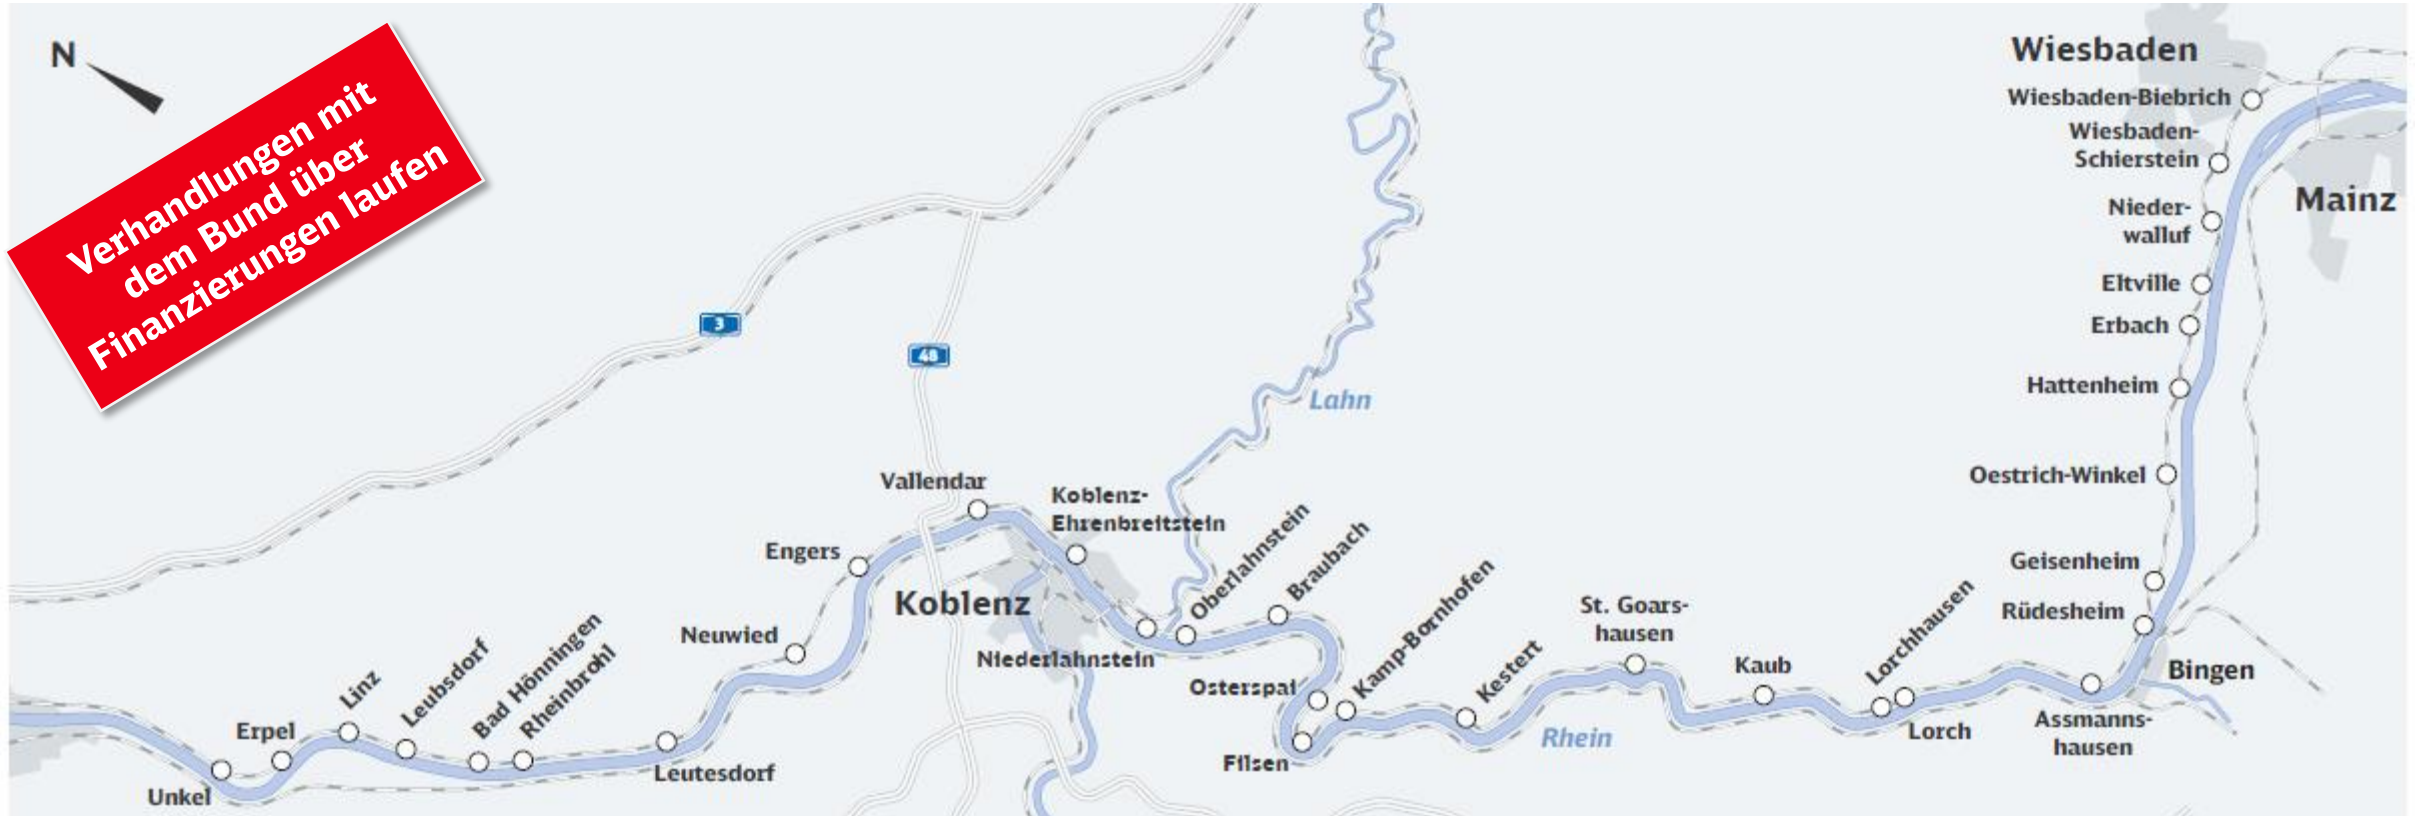 N
Verhandlungen mit
dem Bund über
Finanzierungen laufen
Wiesbaden
Wiesbaden-Biebrich
Wiesbaden-
Schierstein
Mainz
Nieder-
walluf
Eltville
Erbach
3
48
Hattenheim
Lahn
Oestrich-Winkel
Vallendar
Koblenz-
Ehrenbreitstein
Engers
Oberlahnstein
Braubach
Geisenheim
Koblenz
Kamp-Bornhofen
St. Goars-
hausen
Lorchhausen
Rüdesheim
Neuwied
Niederlahnstein
Kestert
Kaub
Bingen
Linz
Leubsdorf
Bad Hönningen
Rheinbrohl
Osterspai
Erpel
Rhein
Lorch
Assmanns-
hausen
Filsen
Leutesdorf
Unkel